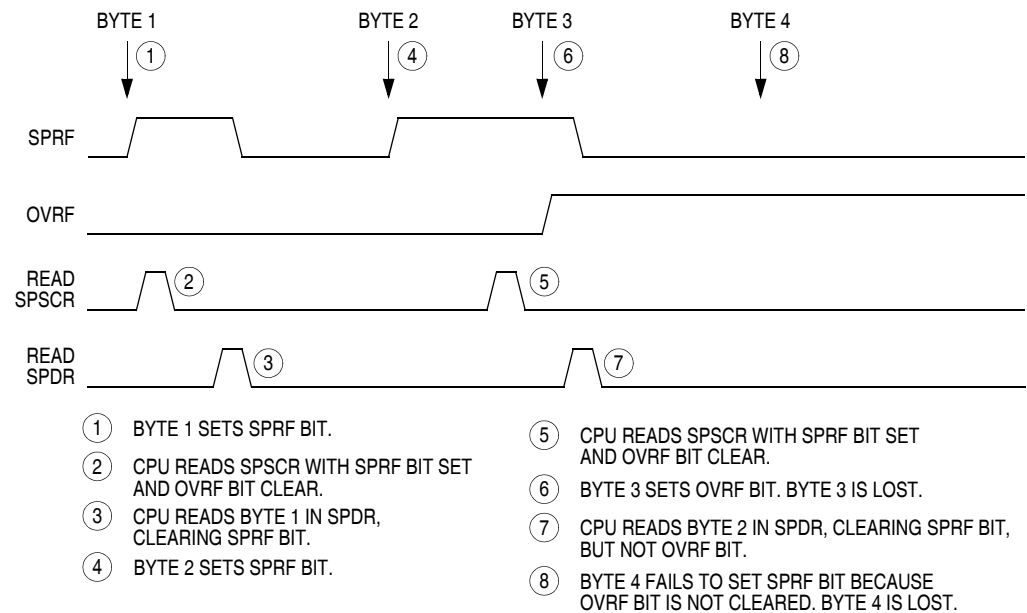 BYTE 1 BYTE 2 BYTE 3 BYTE 4
1 4 6 8
SPRF
OVRF
READ
SPSCR
2 5
READ
SPDR
3 7
1 BYTE 1 SETS SPRF BIT.
2 CPU READS SPSCR WITH SPRF BIT SET
AND OVRF BIT CLEAR.
3 CPU READS BYTE 1 IN SPDR,
CLEARING SPRF BIT.
4 BYTE 2 SETS SPRF BIT.
5 CPU READS SPSCR WITH SPRF BIT SET
AND OVRF BIT CLEAR.
6 BYTE 3 SETS OVRF BIT. BYTE 3 IS LOST.
7 CPU READS BYTE 2 IN SPDR, CLEARING SPRF BIT,
BUT NOT OVRF BIT.
8 BYTE 4 FAILS TO SET SPRF BIT BECAUSE
OVRF BIT IS NOT CLEARED. BYTE 4 IS LOST.